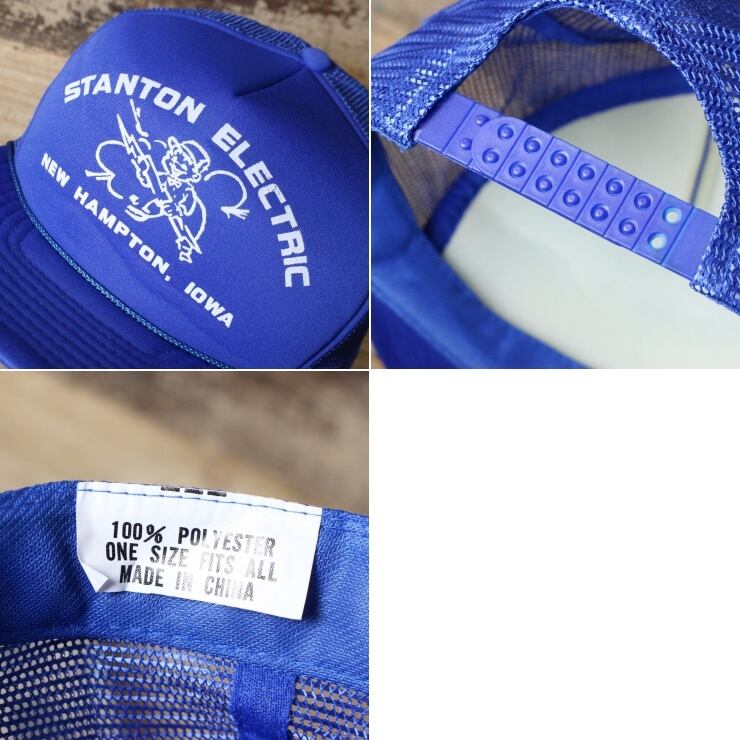 STANTON ELECTRIC
NEW HAMPTON, IOWA
100% POLYESTER
ONE SIZE FITS ALL
MADE IN CHINA